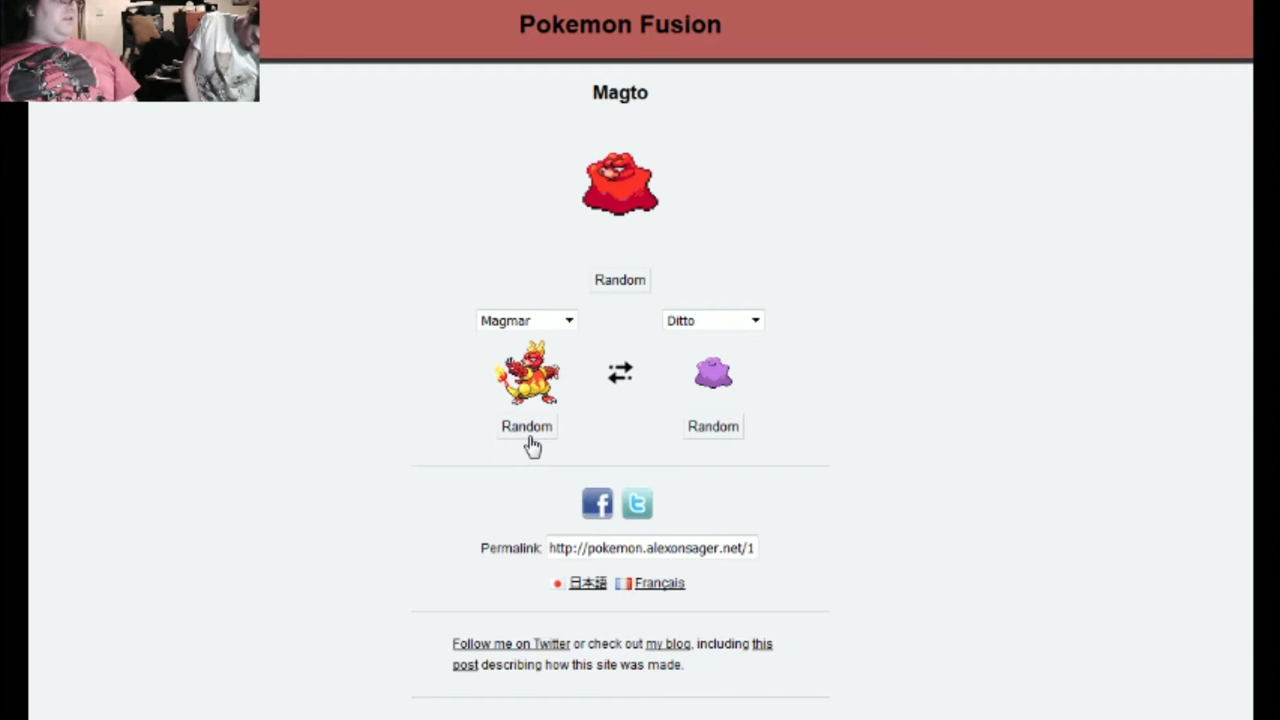 Pokemon Fusion
Magto
Random
Magmar
Ditto
Random
Random
Permalink: http://pokemon.alexonsager.net/1
日本語 Français
Follow me on Twitter or check out my blog, including this
post describing how this site was made.